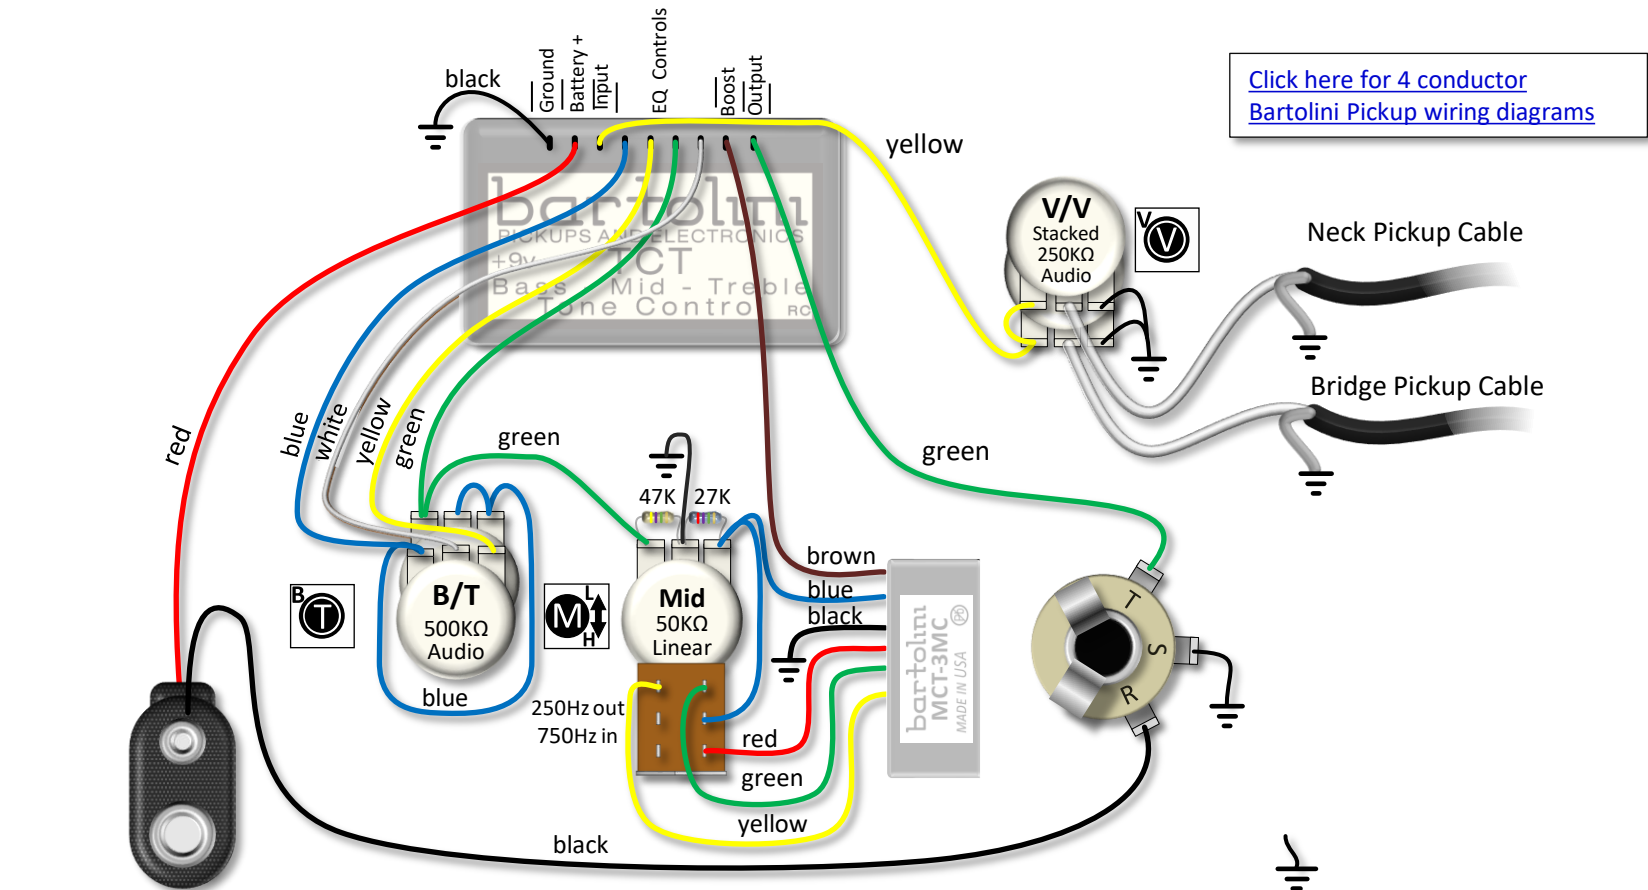 Ground
Battery +
Input
EQ Controls
Boost
Output
black
Click here for 4 conductor
Bartolini Pickup wiring diagrams
yellow
bartolini
PICKUPS AND ELECTRONICS
+9v
TCT
Bass - Mid - Treble
Tone Control
RC
V/V
Stacked
250KΩ
Audio
V
V
Neck Pickup Cable
Bridge Pickup Cable
red
blue
white
yellow
green
green
47K
27K
green
brown
blue
black
B
T
B/T
500KΩ
Audio
M
L
H
Mid
50KΩ
Linear
bartolini
MCT-3MC
MADE IN USA
Pb
T
S
R
blue
250Hz out
750Hz in
red
green
yellow
black